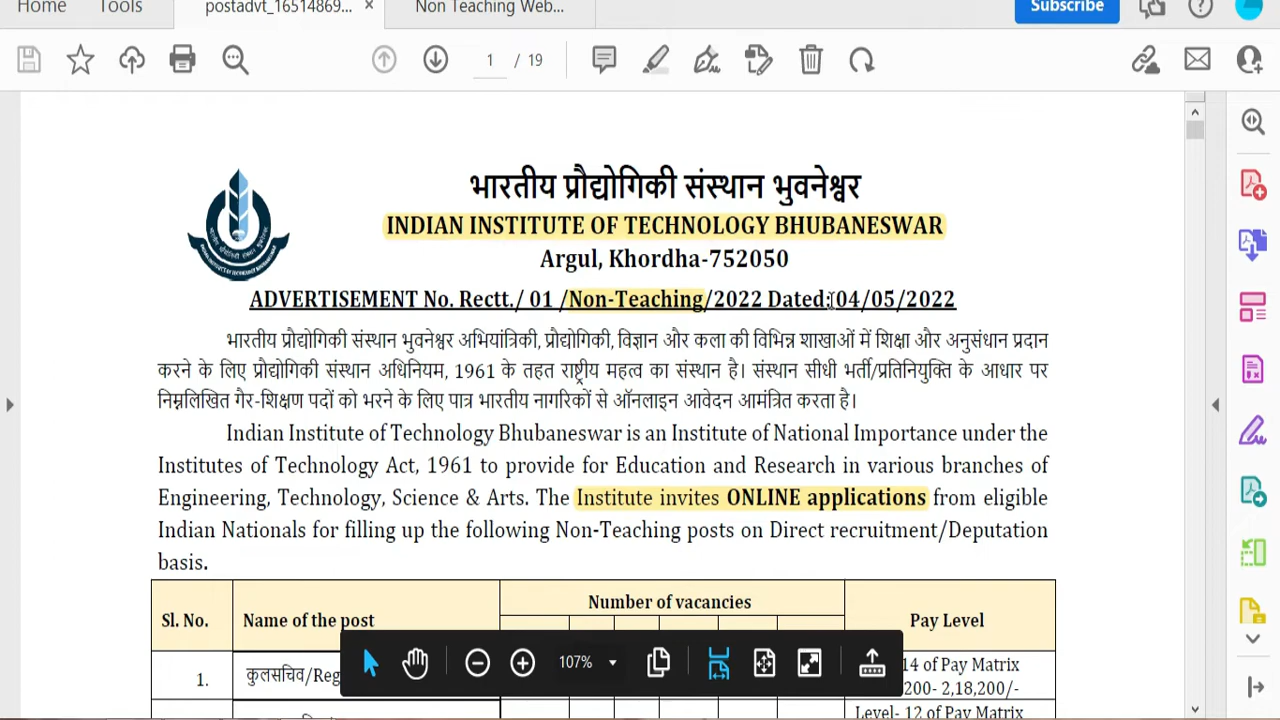 Home Tools postadvt_16514869... × Non Teaching Web... Subscribe
1 / 19
भारतीय प्रौद्योगिकी संस्थान भुवनेश्वर
INDIAN INSTITUTE OF TECHNOLOGY BHUBANESWAR
Argul, Khordha-752050
ADVERTISEMENT No. Rectt./ 01 /Non-Teaching/2022 Dated:04/05/2022
भारतीय प्रौद्योगिकी संस्थान भुवनेश्वर अभियांत्रिकी, प्रौद्योगिकी, विज्ञान और कला की विभिन्न शाखाओं में शिक्षा और अनुसंधान प्रदान
करने के लिए प्रौद्योगिकी संस्थान अधिनियम, 1961 के तहत राष्ट्रीय महत्व का संस्थान है। संस्थान सीधी भर्ती/प्रतिनियुक्ति के आधार पर
निम्नलिखित गैर-शिक्षण पदों को भरने के लिए पात्र भारतीय नागरिकों से ऑनलाइन आवेदन आमंत्रित करता है।
Indian Institute of Technology Bhubaneswar is an Institute of National Importance under the
Institutes of Technology Act, 1961 to provide for Education and Research in various branches of
Engineering, Technology, Science & Arts. The Institute invites ONLINE applications from eligible
Indian Nationals for filling up the following Non-Teaching posts on Direct recruitment/Deputation
basis.
Sl. No. Name of the post Number of vacancies Pay Level
1. कुलसचिव/Reg 14 of Pay Matrix
200- 2,18,200/-
Level- 12 of Pay Matrix
107%